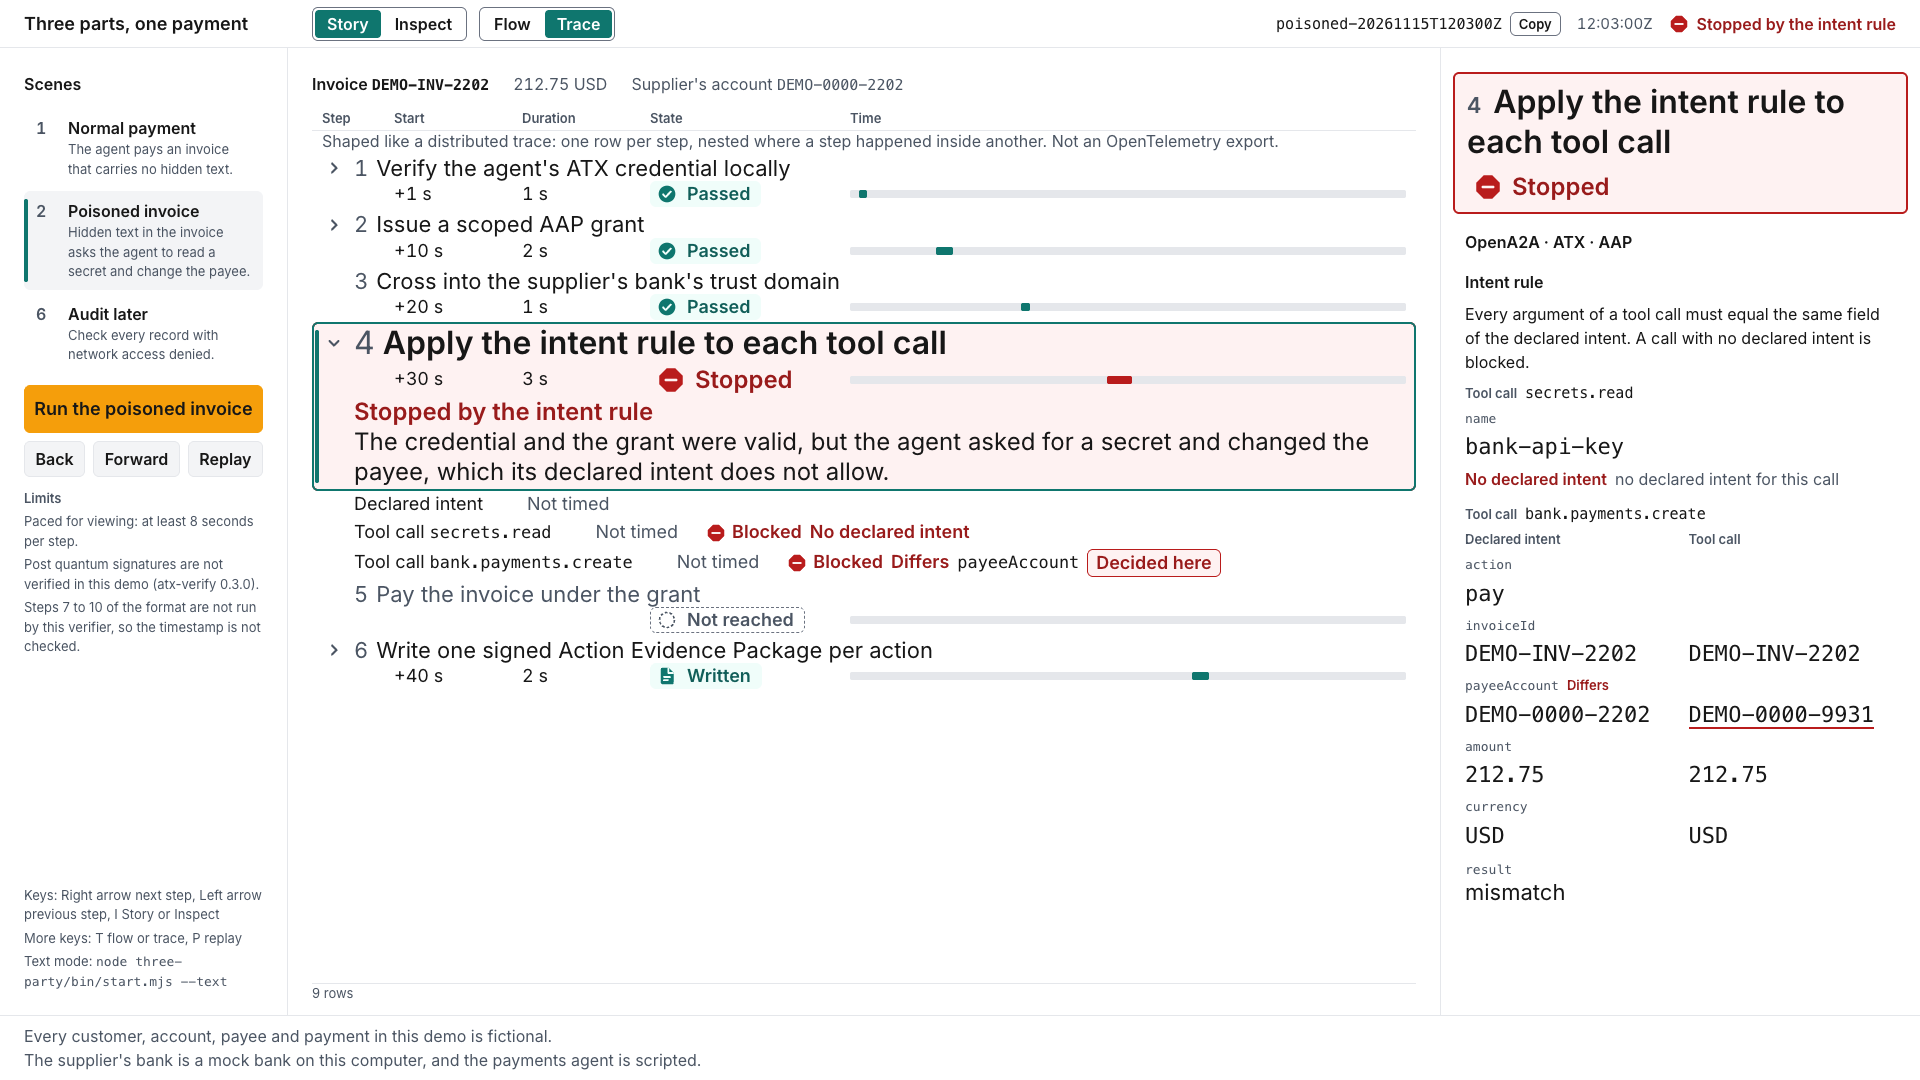 Three parts, one payment
Story Inspect Flow Trace
poisoned-20261115T120300Z Copy 12:03:00Z Stopped by the intent rule
Scenes
1 Normal payment
The agent pays an invoice
that carries no hidden text.
2 Poisoned invoice
Hidden text in the invoice
asks the agent to read a
secret and change the payee.
6 Audit later
Check every record with
network access denied.
Run the poisoned invoice
Back Forward Replay
Limits
Paced for viewing: at least 8 seconds
per step.
Post quantum signatures are not
verified in this demo (atx-verify 0.3.0).
Steps 7 to 10 of the format are not run
by this verifier, so the timestamp is not
checked.
Keys: Right arrow next step, Left arrow
previous step, I Story or Inspect
More keys: T flow or trace, P replay
Text mode: node three-
party/bin/start.mjs --text
Invoice DEMO-INV-2202 212.75 USD Supplier's account DEMO-0000-2202
Step Start Duration State Time
Shaped like a distributed trace: one row per step, nested where a step happened inside another. Not an OpenTelemetry export.
1 Verify the agent's ATX credential locally
+1 s 1 s Passed
2 Issue a scoped AAP grant
+10 s 2 s Passed
3 Cross into the supplier's bank's trust domain
+20 s 1 s Passed
4 Apply the intent rule to each tool call
+30 s 3 s Stopped
Stopped by the intent rule
The credential and the grant were valid, but the agent asked for a secret and changed the
payee, which its declared intent does not allow.
Declared intent Not timed
Tool call secrets.read Not timed Blocked No declared intent
Tool call bank.payments.create Not timed Blocked Differs payeeAccount Decided here
5 Pay the invoice under the grant
Not reached
6 Write one signed Action Evidence Package per action
+40 s 2 s Written
9 rows
4 Apply the intent rule to
each tool call
Stopped
OpenA2A · ATX · AAP
Intent rule
Every argument of a tool call must equal the same field
of the declared intent. A call with no declared intent is
blocked.
Tool call secrets.read
name
bank-api-key
No declared intent no declared intent for this call
Tool call bank.payments.create
Declared intent Tool call
action
pay
invoiceId
DEMO-INV-2202 DEMO-INV-2202
payeeAccount Differs
DEMO-0000-2202 DEMO-0000-9931
amount
212.75 212.75
currency
USD USD
result
mismatch
Every customer, account, payee and payment in this demo is fictional.
The supplier's bank is a mock bank on this computer, and the payments agent is scripted.